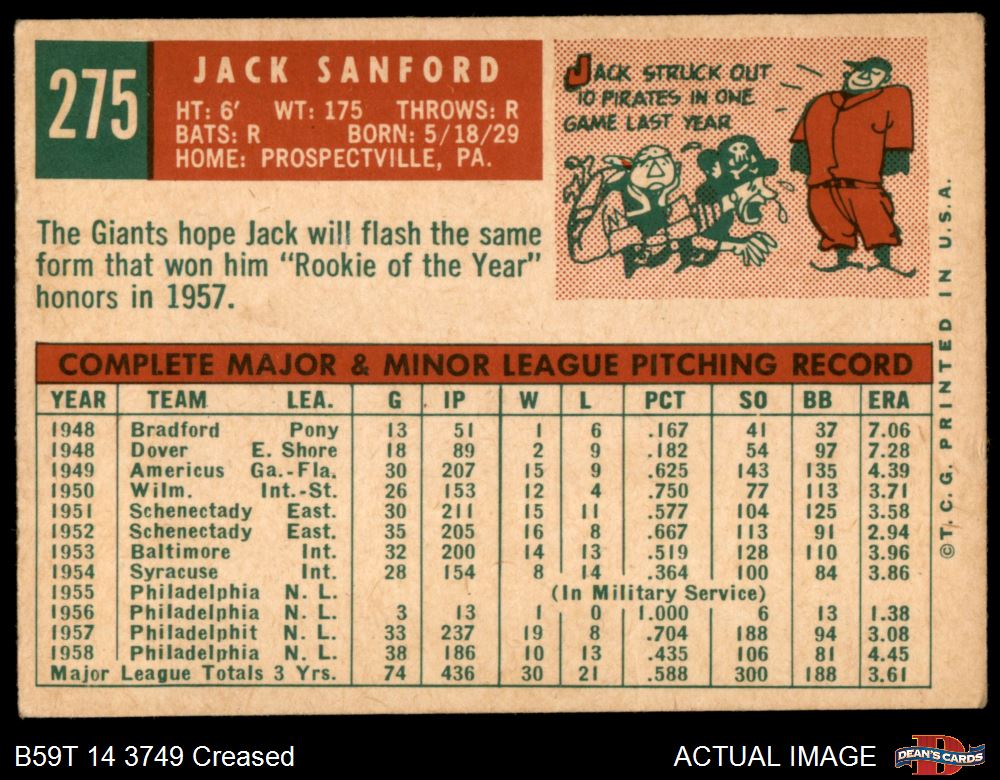 275
JACK SANFORD
HT: 6' WT: 175 THROWS: R
BATS: R BORN: 5/18/29
HOME: PROSPECTVILLE, PA.
JACK STRUCK OUT
10 PIRATES IN ONE
GAME LAST YEAR
The Giants hope Jack will flash the same
form that won him "Rookie of the Year"
honors in 1957.
COMPLETE MAJOR & MINOR LEAGUE PITCHING RECORD
YEAR TEAM LEA. G IP W L PCT SO BB ERA
1948 Bradford Pony 13 51 1 6 .167 41 37 7.06
1948 Dover E. Shore 18 89 2 9 .182 54 97 7.28
1949 Americus Ga.-Fla. 30 207 15 9 .625 143 135 4.39
1950 Wilm. Int.-St. 26 153 12 4 .750 77 113 3.71
1951 Schenectady East. 30 211 15 11 .577 104 125 3.58
1952 Schenectady East. 35 205 16 8 .667 113 91 2.94
1953 Baltimore Int. 32 200 14 13 .519 128 110 3.96
1954 Syracuse Int. 28 154 8 14 .364 100 84 3.86
1955 Philadelphia N. L. (In Military Service)
1956 Philadelphia N. L. 3 13 1 0 1.000 6 13 1.38
1957 Philadelphit N. L. 33 237 19 8 .704 188 94 3.08
1958 Philadelphia N. L. 38 186 10 13 .435 106 81 4.45
Major League Totals 3 Yrs. 74 436 30 21 .588 300 188 3.61
©T. C. G. PRINTED IN U.S.A.
B59T 14 3749 Creased
ACTUAL IMAGE
DEAN'S CARDS